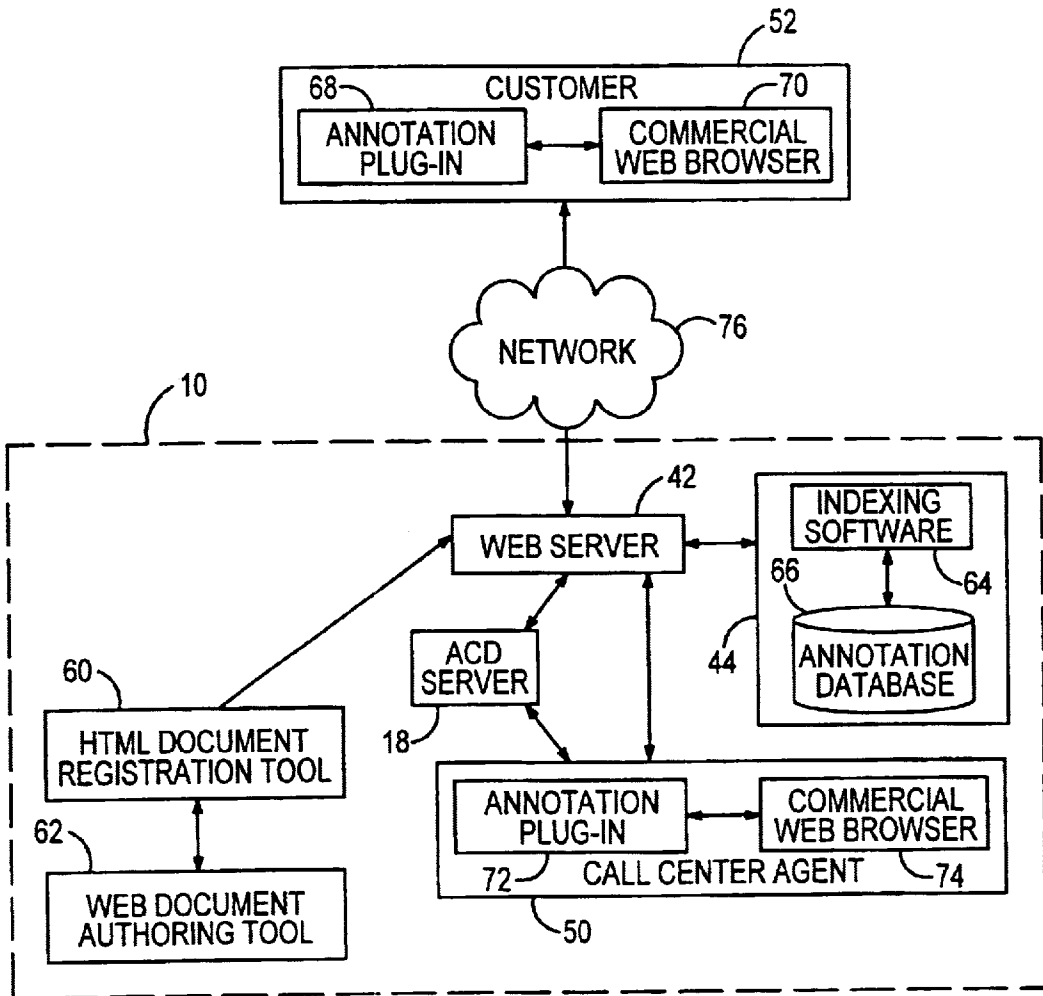 52
CUSTOMER
68
70
ANNOTATION
PLUG-IN
COMMERCIAL
WEB BROWSER
NETWORK
76
10
42
WEB SERVER
INDEXING
SOFTWARE
64
66
ANNOTATION
DATABASE
44
ACD
SERVER
18
60
HTML DOCUMENT
REGISTRATION TOOL
62
WEB DOCUMENT
AUTHORING TOOL
ANNOTATION
PLUG-IN
COMMERCIAL
WEB BROWSER
72
CALL CENTER AGENT
74
50